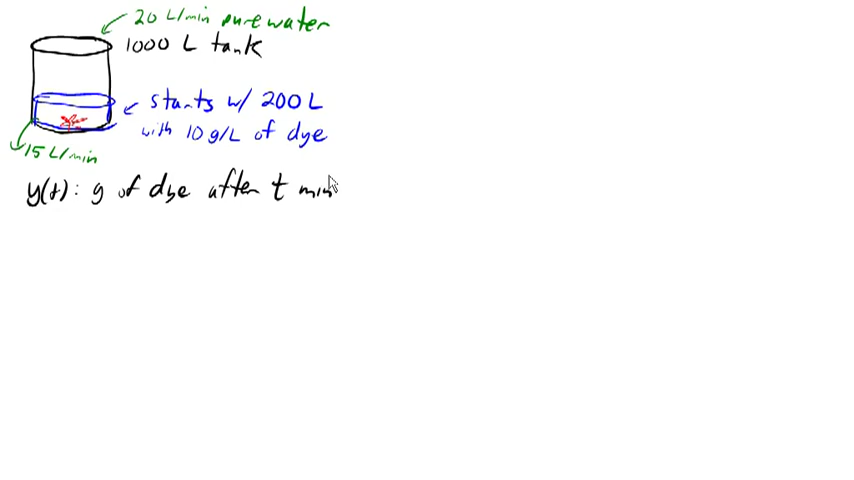 20 L/min pure water
1000 L tank
starts w/ 200 L
with 10 g/L of dye
15 L/min
y(t): g of dye after t min